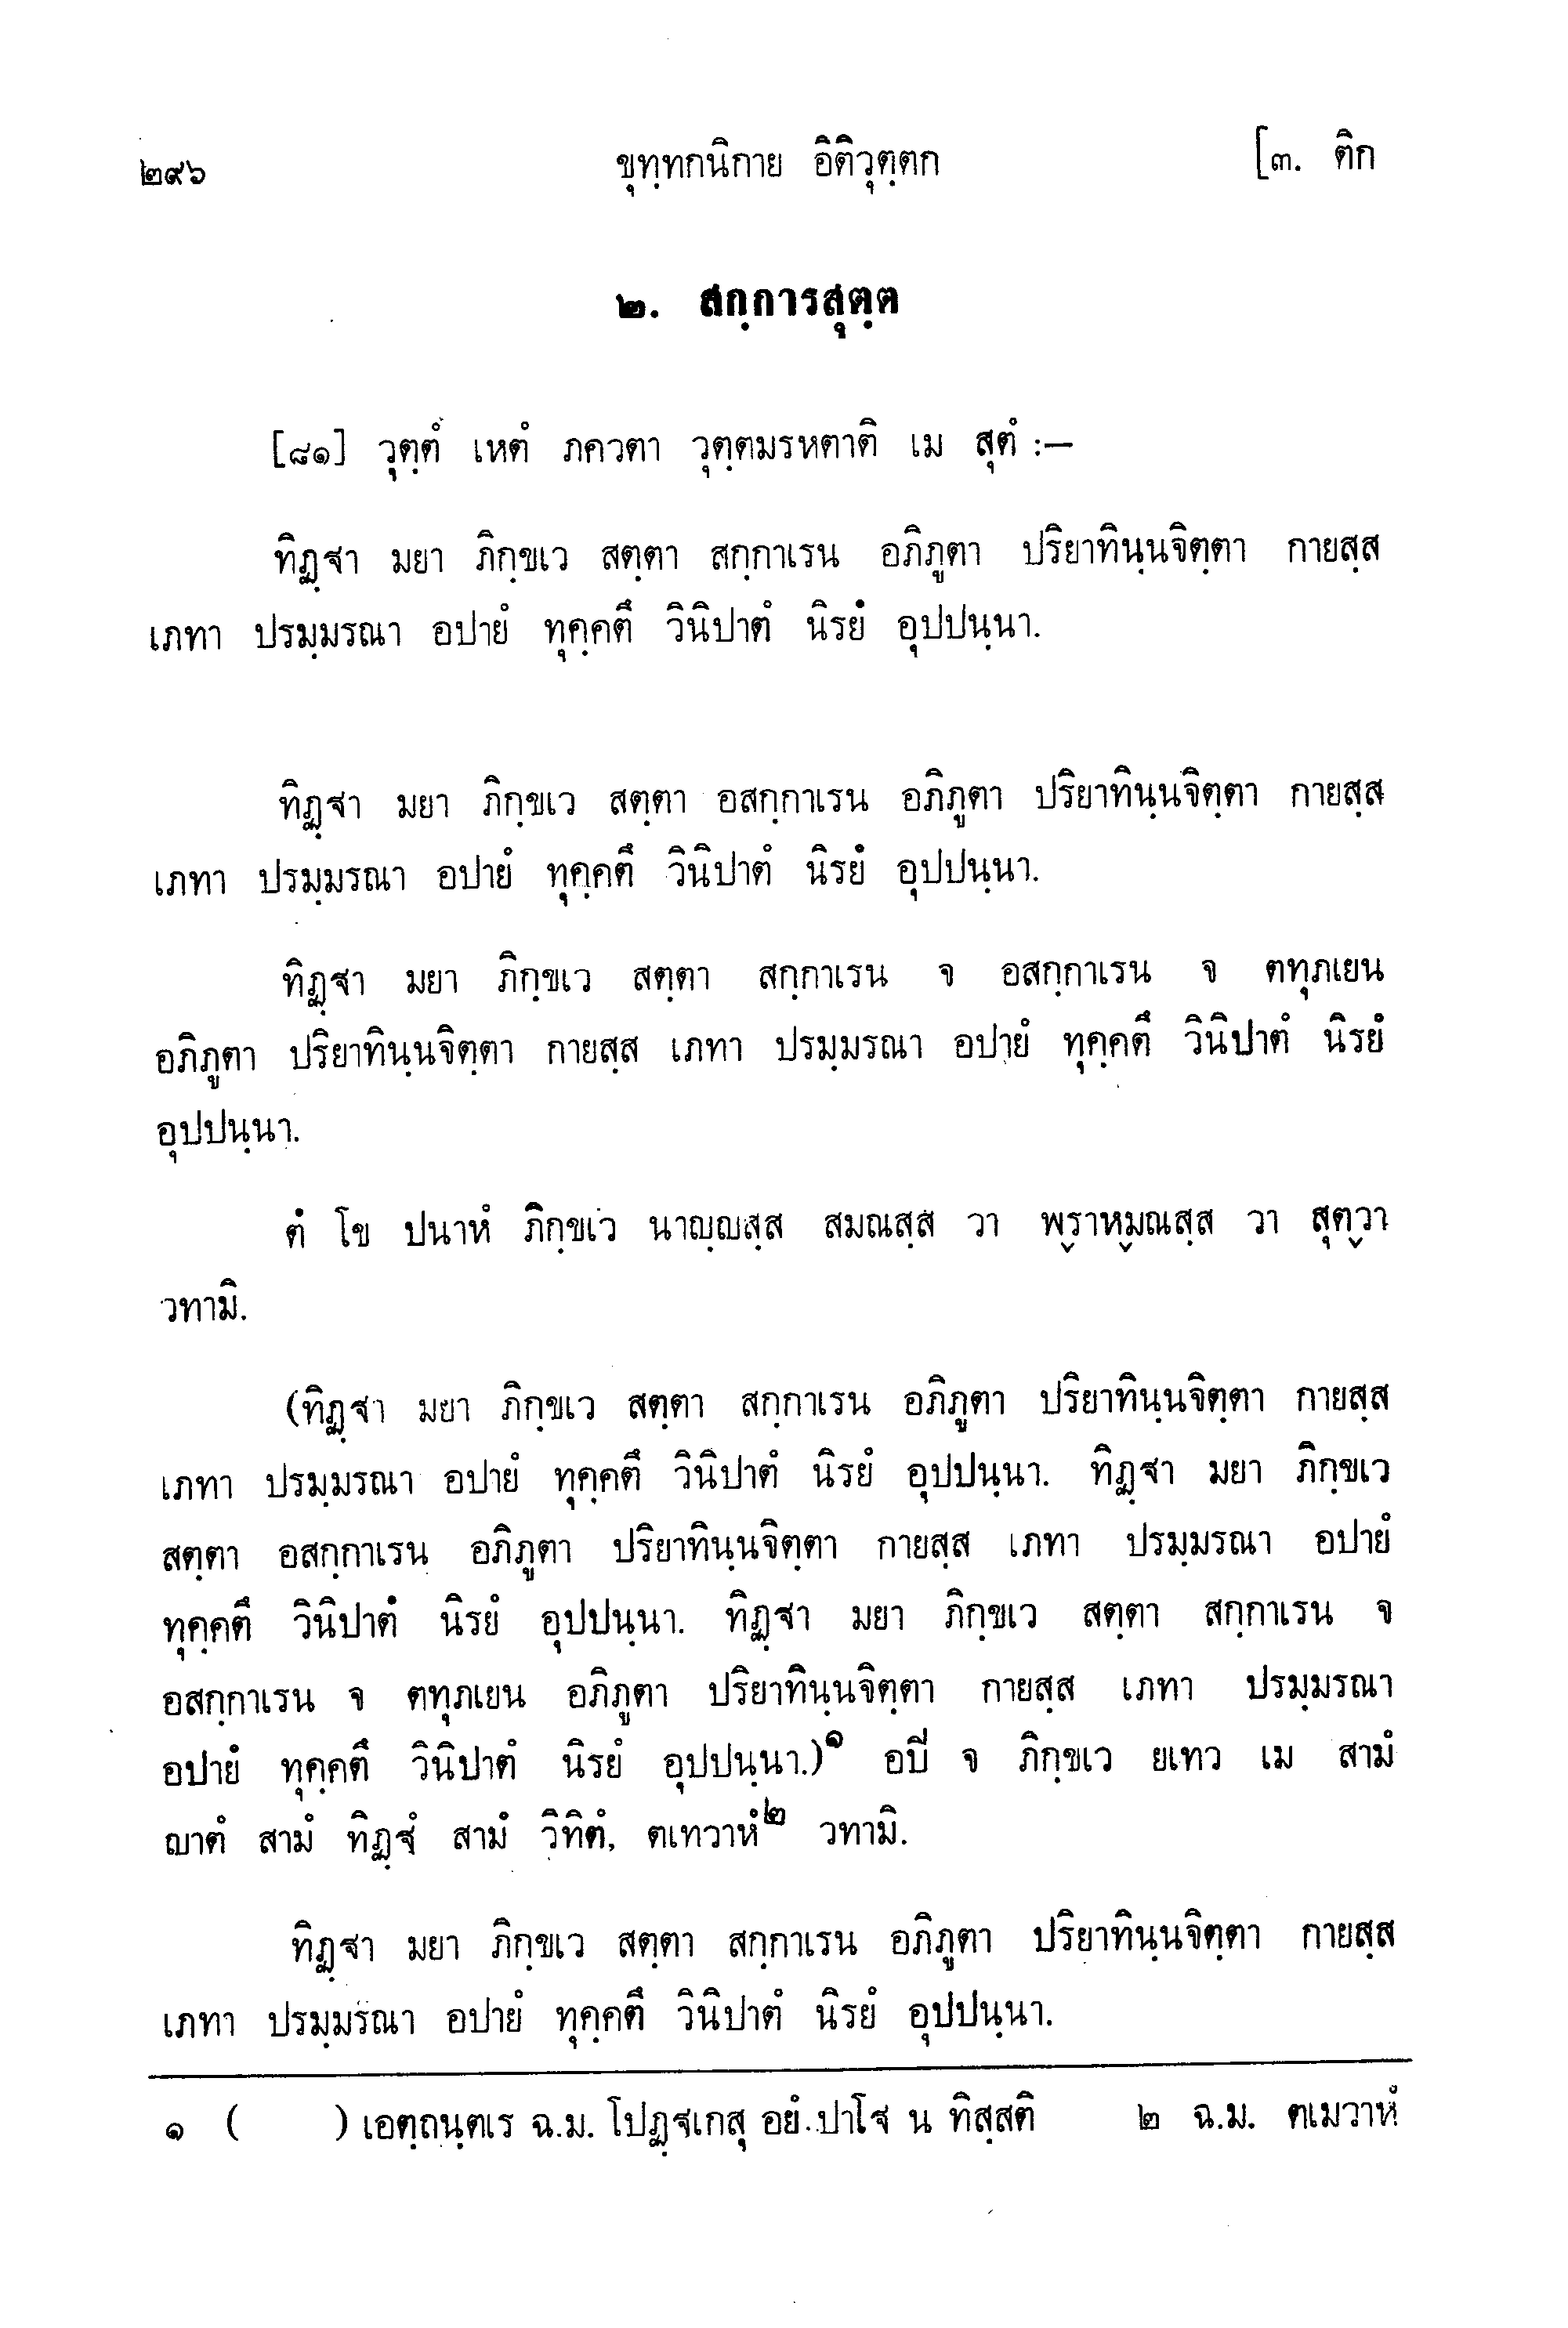 ๒๙๖ ขุทฺทกนิกาย อิติวุตฺตก [๓. ติก
๒. สกฺการสุตฺต
[๘๑] วุตฺตํ เหตํ ภควตา วุตฺตมรหตาติ เม สุตํ :—
ทิฏฺฐา มยา ภิกฺขเว สตฺตา สกฺกาเรน อภิภูตา ปริยาทินฺนจิตฺตา กายสฺส
เภทา ปรมฺมรณา อปายํ ทุคฺคตึ วินิปาตํ นิรยํ อุปปนฺนา.
ทิฏฺฐา มยา ภิกฺขเว สตฺตา อสกฺกาเรน อภิภูตา ปริยาทินฺนจิตฺตา กายสฺส
เภทา ปรมฺมรณา อปายํ ทุคฺคตึ วินิปาตํ นิรยํ อุปปนฺนา.
ทิฏฺฐา มยา ภิกฺขเว สตฺตา สกฺกาเรน จ อสกฺกาเรน จ ตทุภเยน
อภิภูตา ปริยาทินฺนจิตฺตา กายสฺส เภทา ปรมฺมรณา อปายํ ทุคฺคตึ วินิปาตํ นิรยํ
อุปปนฺนา.
ตํ โข ปนาหํ ภิกฺขเว นาญฺญสฺส สมณสฺส วา พฺราหฺมณสฺส วา สุตฺวา
วทามิ.
(ทิฏฺฐา มยา ภิกฺขเว สตฺตา สกฺกาเรน อภิภูตา ปริยาทินฺนจิตฺตา กายสฺส
เภทา ปรมฺมรณา อปายํ ทุคฺคตึ วินิปาตํ นิรยํ อุปปนฺนา. ทิฏฺฐา มยา ภิกฺขเว
สตฺตา อสกฺกาเรน อภิภูตา ปริยาทินฺนจิตฺตา กายสฺส เภทา ปรมฺมรณา อปายํ
ทุคฺคตึ วินิปาตํ นิรยํ อุปปนฺนา. ทิฏฺฐา มยา ภิกฺขเว สตฺตา สกฺกาเรน จ
อสกฺกาเรน จ ตทุภเยน อภิภูตา ปริยาทินฺนจิตฺตา กายสฺส เภทา ปรมฺมรณา
อปายํ ทุคฺคตึ วินิปาตํ นิรยํ อุปปนฺนา.)๑ อปิ จ ภิกฺขเว ยเทว เม สามํ
ญาตํ สามํ ทิฏฺฐํ สามํ วิทิตํ, ตเทวาหํ๒ วทามิ.
ทิฏฺฐา มยา ภิกฺขเว สตฺตา สกฺกาเรน อภิภูตา ปริยาทินฺนจิตฺตา กายสฺส
เภทา ปรมฺมรณา อปายํ ทุคฺคตึ วินิปาตํ นิรยํ อุปปนฺนา.
๑ ( ) เอตฺถนฺตเร ฉ.ม. โปฏฺฐเกสุ อยํ ปาโฐ น ทิสฺสติ ๒ ฉ.ม. ตเมวาหํ